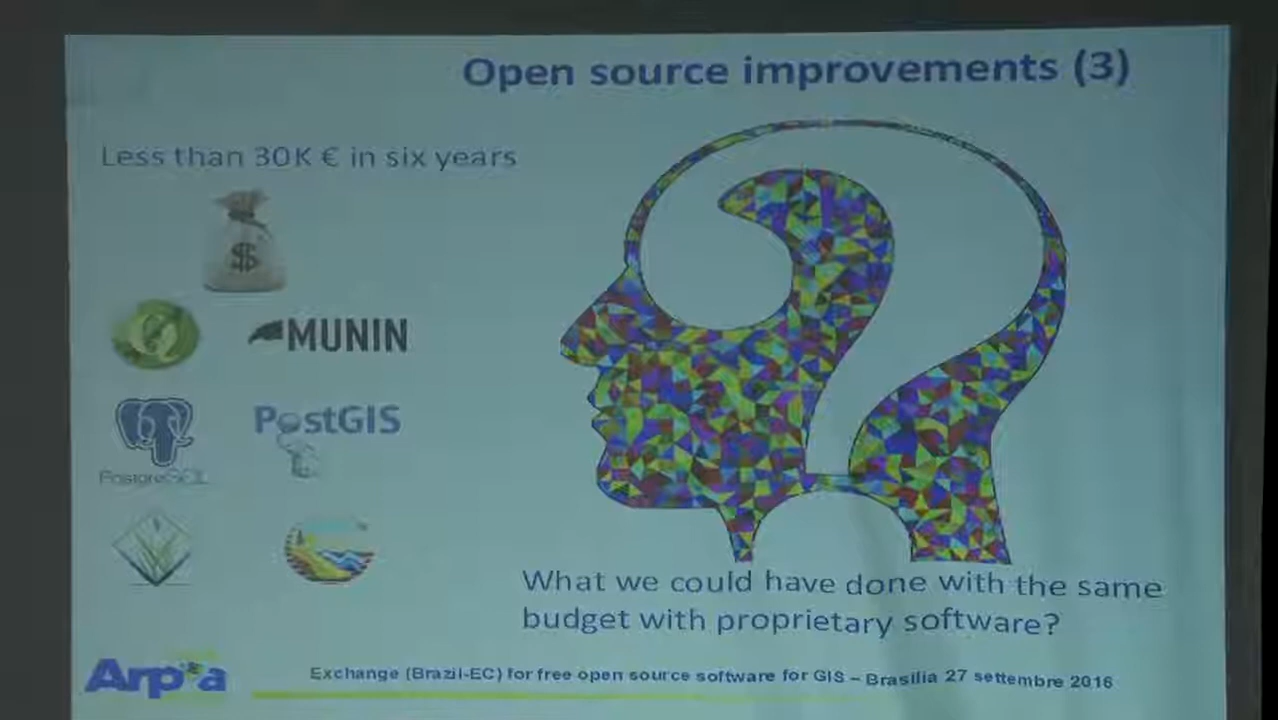 Open source improvements (3)
Less than 30K € in six years
$
MUNIN
PostGIS
PostgreSQL
What we could have done with the same
budget with proprietary software?
Arpa
Exchange (Brazil-EC) for free open source software for GIS – Brasilia 27 settembre 2016